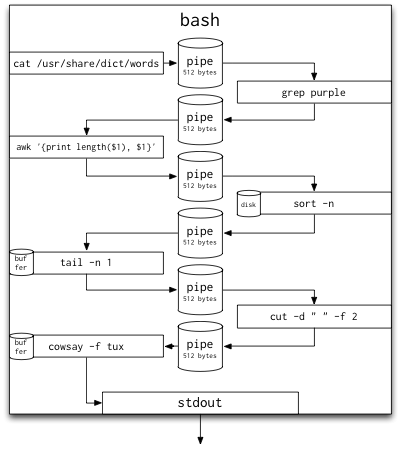 bash
cat /usr/share/dict/words
pipe
512 bytes
grep purple
pipe
512 bytes
awk '{print length($1), $1}'
pipe
512 bytes
disk
sort -n
pipe
512 bytes
buf
fer
tail -n 1
pipe
512 bytes
cut -d " " -f 2
pipe
512 bytes
buf
fer
cowsay -f tux
stdout